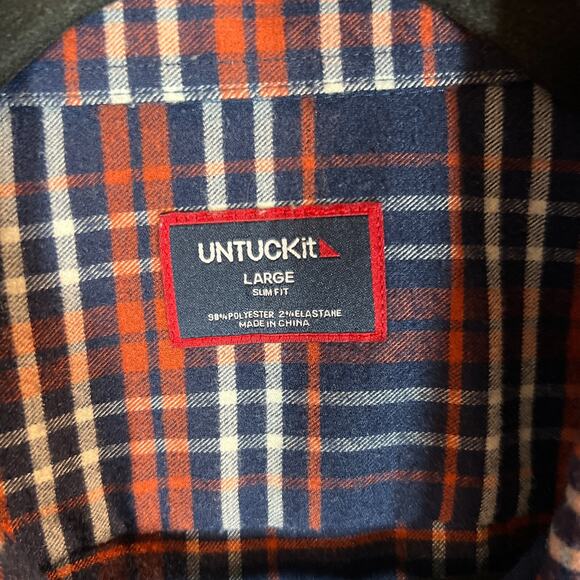 UNTUCKit
LARGE
SLIM FIT
98% POLYESTER 2% ELASTANE
MADE IN CHINA